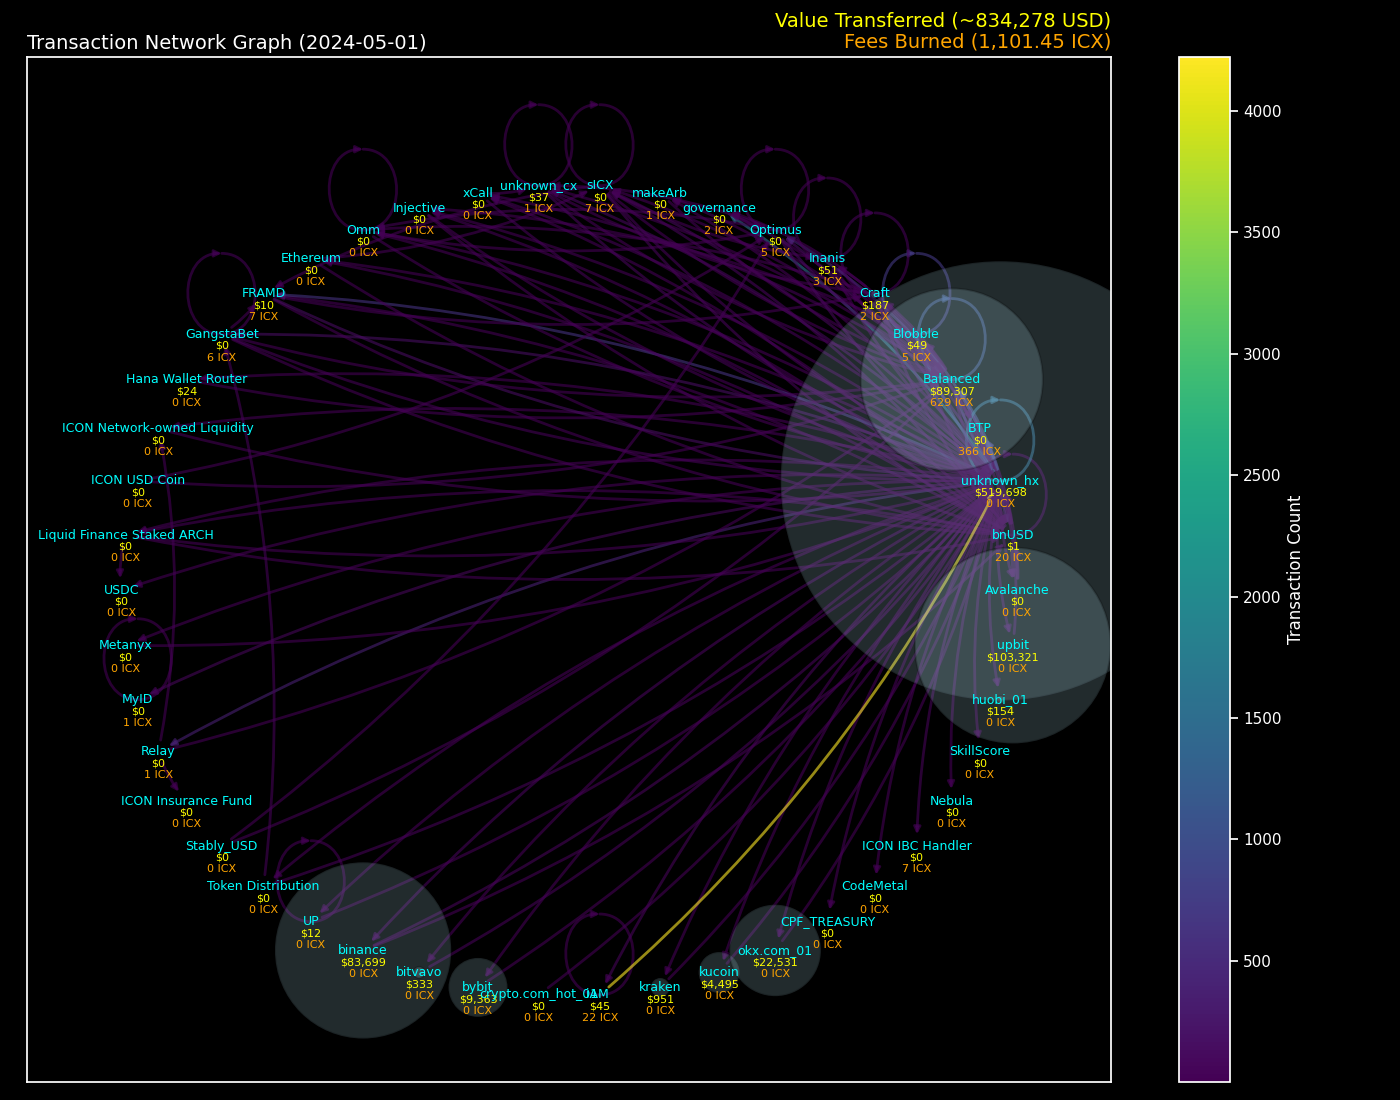 Value Transferred (~834,278 USD)
Transaction Network Graph (2024-05-01)
Fees Burned (1,101.45 ICX)
unknown_cx
$37
1 ICX
sICX
$0
7 ICX
xCall
$0
0 ICX
makeArb
$0
1 ICX
Injective
$0
0 ICX
governance
$0
2 ICX
Omm
$0
0 ICX
Optimus
$0
5 ICX
Ethereum
$0
0 ICX
Inanis
$51
3 ICX
FRAMD
$10
7 ICX
Craft
$187
2 ICX
GangstaBet
$0
6 ICX
Blobble
$49
5 ICX
Hana Wallet Router
$24
0 ICX
Balanced
$89,307
629 ICX
ICON Network-owned Liquidity
$0
0 ICX
BTP
$0
366 ICX
ICON USD Coin
$0
0 ICX
unknown_hx
$519,698
0 ICX
Liquid Finance Staked ARCH
$0
0 ICX
bnUSD
$1
20 ICX
USDC
$0
0 ICX
Avalanche
$0
0 ICX
Metanyx
$0
0 ICX
upbit
$103,321
0 ICX
MyID
$0
1 ICX
huobi_01
$154
0 ICX
Relay
$0
1 ICX
SkillScore
$0
0 ICX
ICON Insurance Fund
$0
0 ICX
Nebula
$0
0 ICX
Stably_USD
$0
0 ICX
ICON IBC Handler
$0
7 ICX
Token Distribution
$0
0 ICX
CodeMetal
$0
0 ICX
UP
$12
0 ICX
CPF_TREASURY
$0
0 ICX
binance
$83,699
0 ICX
okx.com_01
$22,531
0 ICX
bitvavo
$333
0 ICX
kucoin
$4,495
0 ICX
bybit
$9,363
0 ICX
crypto.com_hot_01
$0
0 ICX
$45
22 ICX
kraken
$951
0 ICX
4000
3500
3000
2500
2000
1500
1000
500
Transaction Count